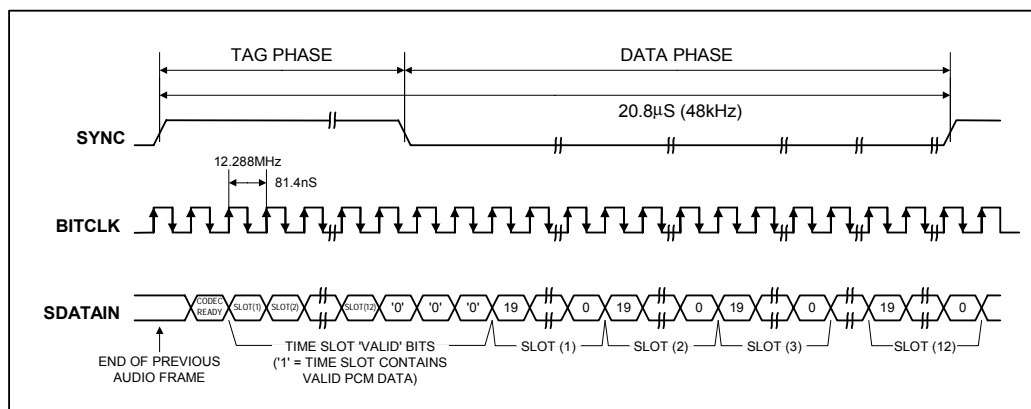 TAG PHASE
DATA PHASE
20.8µS (48kHz)
SYNC
12.288MHz
81.4nS
BITCLK
SDATAIN
CODEC
READY
SLOT(1)
SLOT(2)
SLOT(12)
'0'
'0'
'0'
19
0
19
0
19
0
19
0
END OF PREVIOUS
AUDIO FRAME
TIME SLOT 'VALID' BITS
('1' = TIME SLOT CONTAINS
VALID PCM DATA)
SLOT (1)
SLOT (2)
SLOT (3)
SLOT (12)